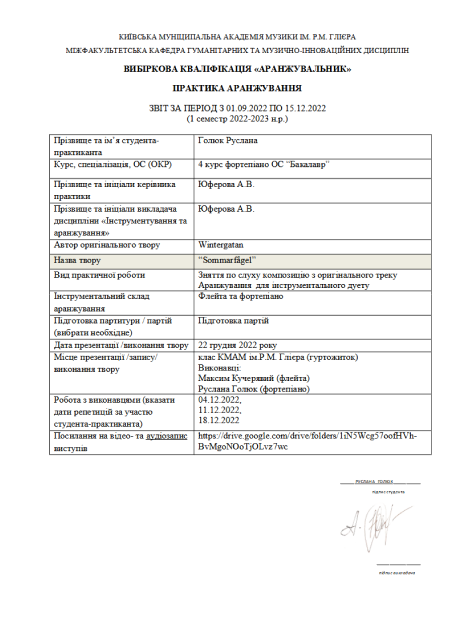 КИЇВСЬКА МУНІЦИПАЛЬНА АКАДЕМІЯ МУЗИКИ ІМ. Р.М. ГЛІЄРА
МІЖФАКУЛЬТЕТСЬКА КАФЕДРА ГУМАНІТАРНИХ ТА МУЗИЧНО-ІННОВАЦІЙНИХ ДИСЦИПЛІН
ВИБІРКОВА КВАЛІФІКАЦІЯ «АРАНЖУВАЛЬНИК»
ПРАКТИКА АРАНЖУВАННЯ
ЗВІТ ЗА ПЕРІОД З 01.09.2022 ПО 15.12.2022
(1 семестр 2022-2023 н.р.)
Прізвище та ім’я студента-
практиканта
Голюк Руслана
Курс, спеціалізація, ОС (ОКР)
4 курс фортепіано ОС "Бакалавр"
Прізвище та ініціали керівника
практики
Юферова А.В.
Прізвище та ініціали викладача
дисципліни «Інструментування та
аранжування»
Юферова А.В.
Автор оригінального твору
Wintergatan
Назва твору
"Sommarfågel"
Вид практичної роботи
Зняття по слуху композицію з оригінального треку
Аранжування для інструментального дуету
Інструментальний склад
аранжування
Флейта та фортепіано
Підготовка партитури / партій
(вибрати необхідне)
Підготовка партій
Дата презентації /виконання твору
22 грудня 2022 року
Місце презентації /запису/
виконання твору
клас КМАМ ім.Р.М. Глієра (гуртожиток)
Виконавці:
Максим Кучерявий (флейта)
Руслана Голюк (фортепіано)
Робота з виконавцями (вказати
дати репетицій за участю
студента-практиканта)
04.12.2022,
11.12.2022,
18.12.2022
Посилання на відео- та аудіозапис
виступів
https://drive.google.com/drive/folders/1iN5Wcg57oofHVh-
BvMgoNOoTjOLvz7wc
РУСЛАНА ГОЛЮК
підпис студента
підпис викладача